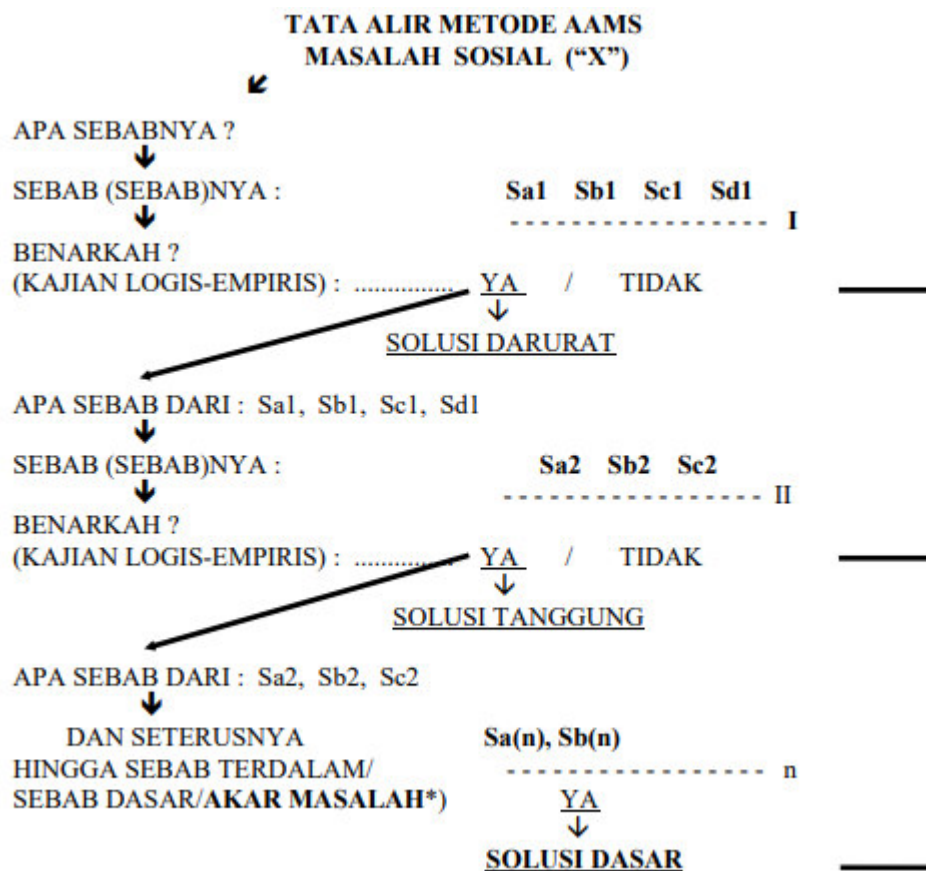 TATA ALIR METODE AAMS
MASALAH SOSIAL ("X")
APA SEBABNYA ?
SEBAB (SEBAB)NYA : Sa1 Sb1 Sc1 Sd1
- - - - - - - - - - - - - - - - - I
BENARKAH ?
(KAJIAN LOGIS-EMPIRIS) : ................ YA / TIDAK
SOLUSI DARURAT
APA SEBAB DARI : Sa1, Sb1, Sc1, Sd1
SEBAB (SEBAB)NYA : Sa2 Sb2 Sc2
- - - - - - - - - - - - - - - - - II
BENARKAH ?
(KAJIAN LOGIS-EMPIRIS) : ................ YA / TIDAK
SOLUSI TANGGUNG
APA SEBAB DARI : Sa2, Sb2, Sc2
DAN SETERUSNYA Sa(n), Sb(n)
HINGGA SEBAB TERDALAM/ - - - - - - - - - - - - - - - - - n
SEBAB DASAR/AKAR MASALAH*) YA
SOLUSI DASAR